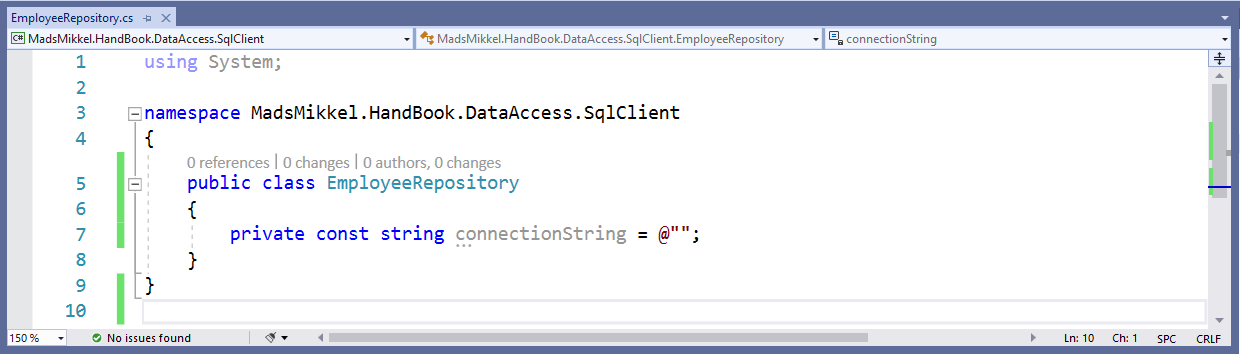 EmployeeRepository.cs
C# MadsMikkel.HandBook.DataAccess.SqlClient MadsMikkel.HandBook.DataAccess.SqlClient.EmployeeRepository connectionString
1 using System;
2
3 namespace MadsMikkel.HandBook.DataAccess.SqlClient
4 {
0 references | 0 changes | 0 authors, 0 changes
5 public class EmployeeRepository
6 {
7 private const string connectionString = @"";
8 }
9 }
10
150 % No issues found Ln: 10 Ch: 1 SPC CRLF